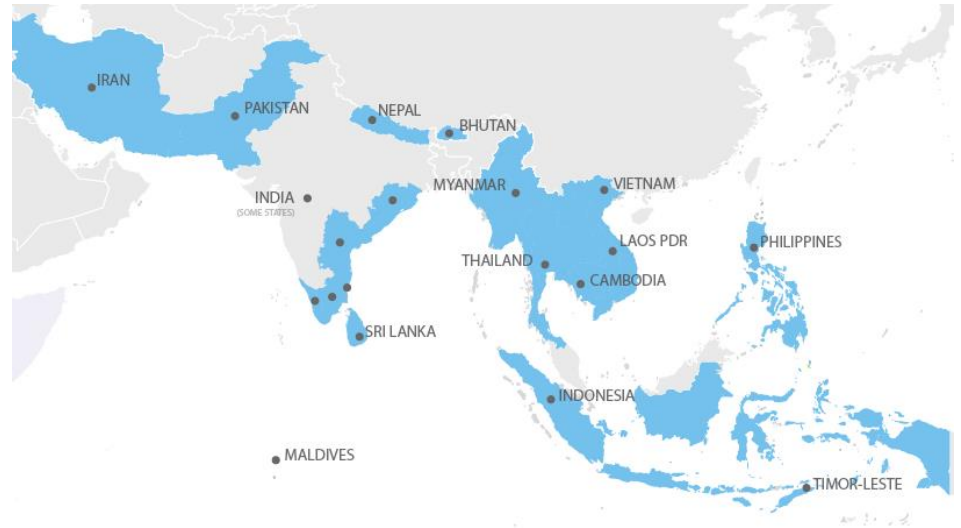 IRAN
PAKISTAN
NEPAL
BHUTAN
MYANMAR
VIETNAM
INDIA
(SOME STATES)
LAOS PDR
PHILIPPINES
THAILAND
CAMBODIA
SRI LANKA
INDONESIA
MALDIVES
TIMOR-LESTE